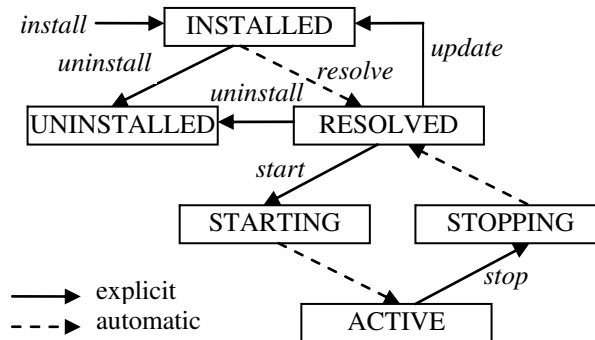 install
INSTALLED
update
uninstall
resolve
uninstall
UNINSTALLED
RESOLVED
start
STARTING
STOPPING
stop
explicit
automatic
ACTIVE